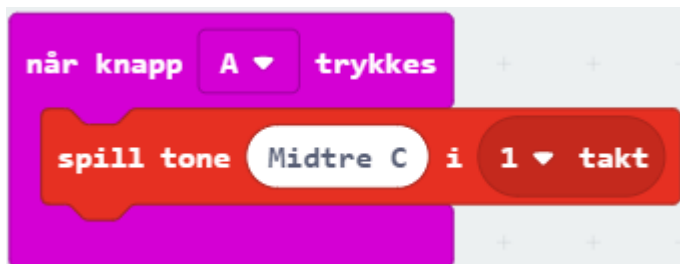 når knapp A trykkes
spill tone Midtre C i 1 takt